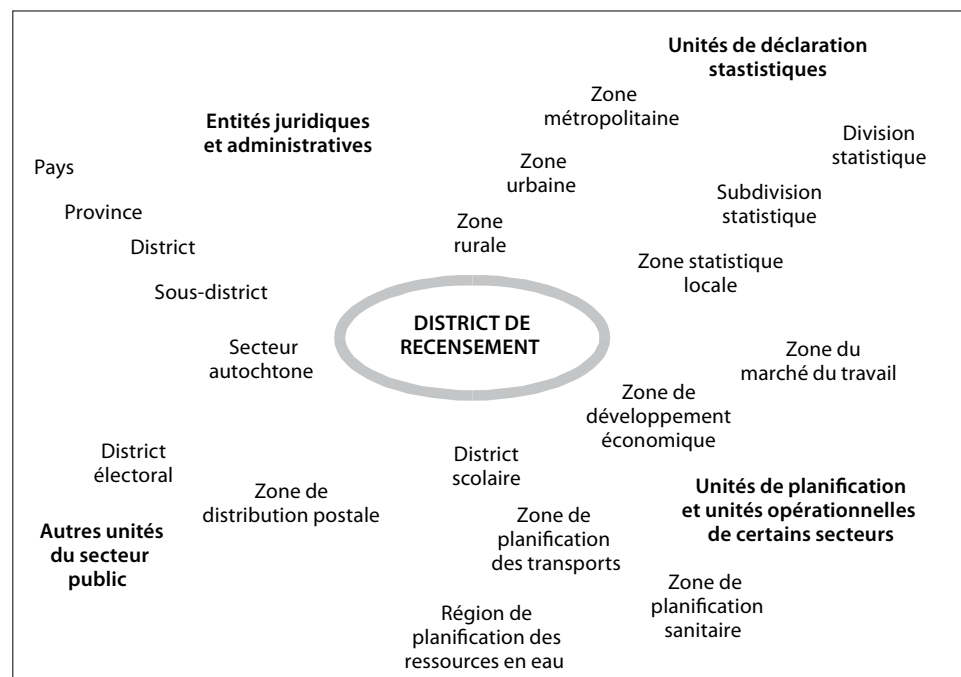 Unités de déclaration
stastistiques
Entités juridiques
et administratives
Pays
Province
District
Sous-district
Secteur
autochtone
Zone
métropolitaine
Zone
urbaine
Zone
rurale
Division
statistique
Subdivision
statistique
Zone statistique
locale
DISTRICT DE
RECENSEMENT
Zone du
marché du travail
Zone de
développement
économique
District
électoral
Zone de
distribution postale
District
scolaire
Autres unités
du secteur
public
Unités de planification
et unités opérationnelles
de certains secteurs
Zone de
planification
des transports
Zone de
planification
sanitaire
Région de
planification des
ressources en eau